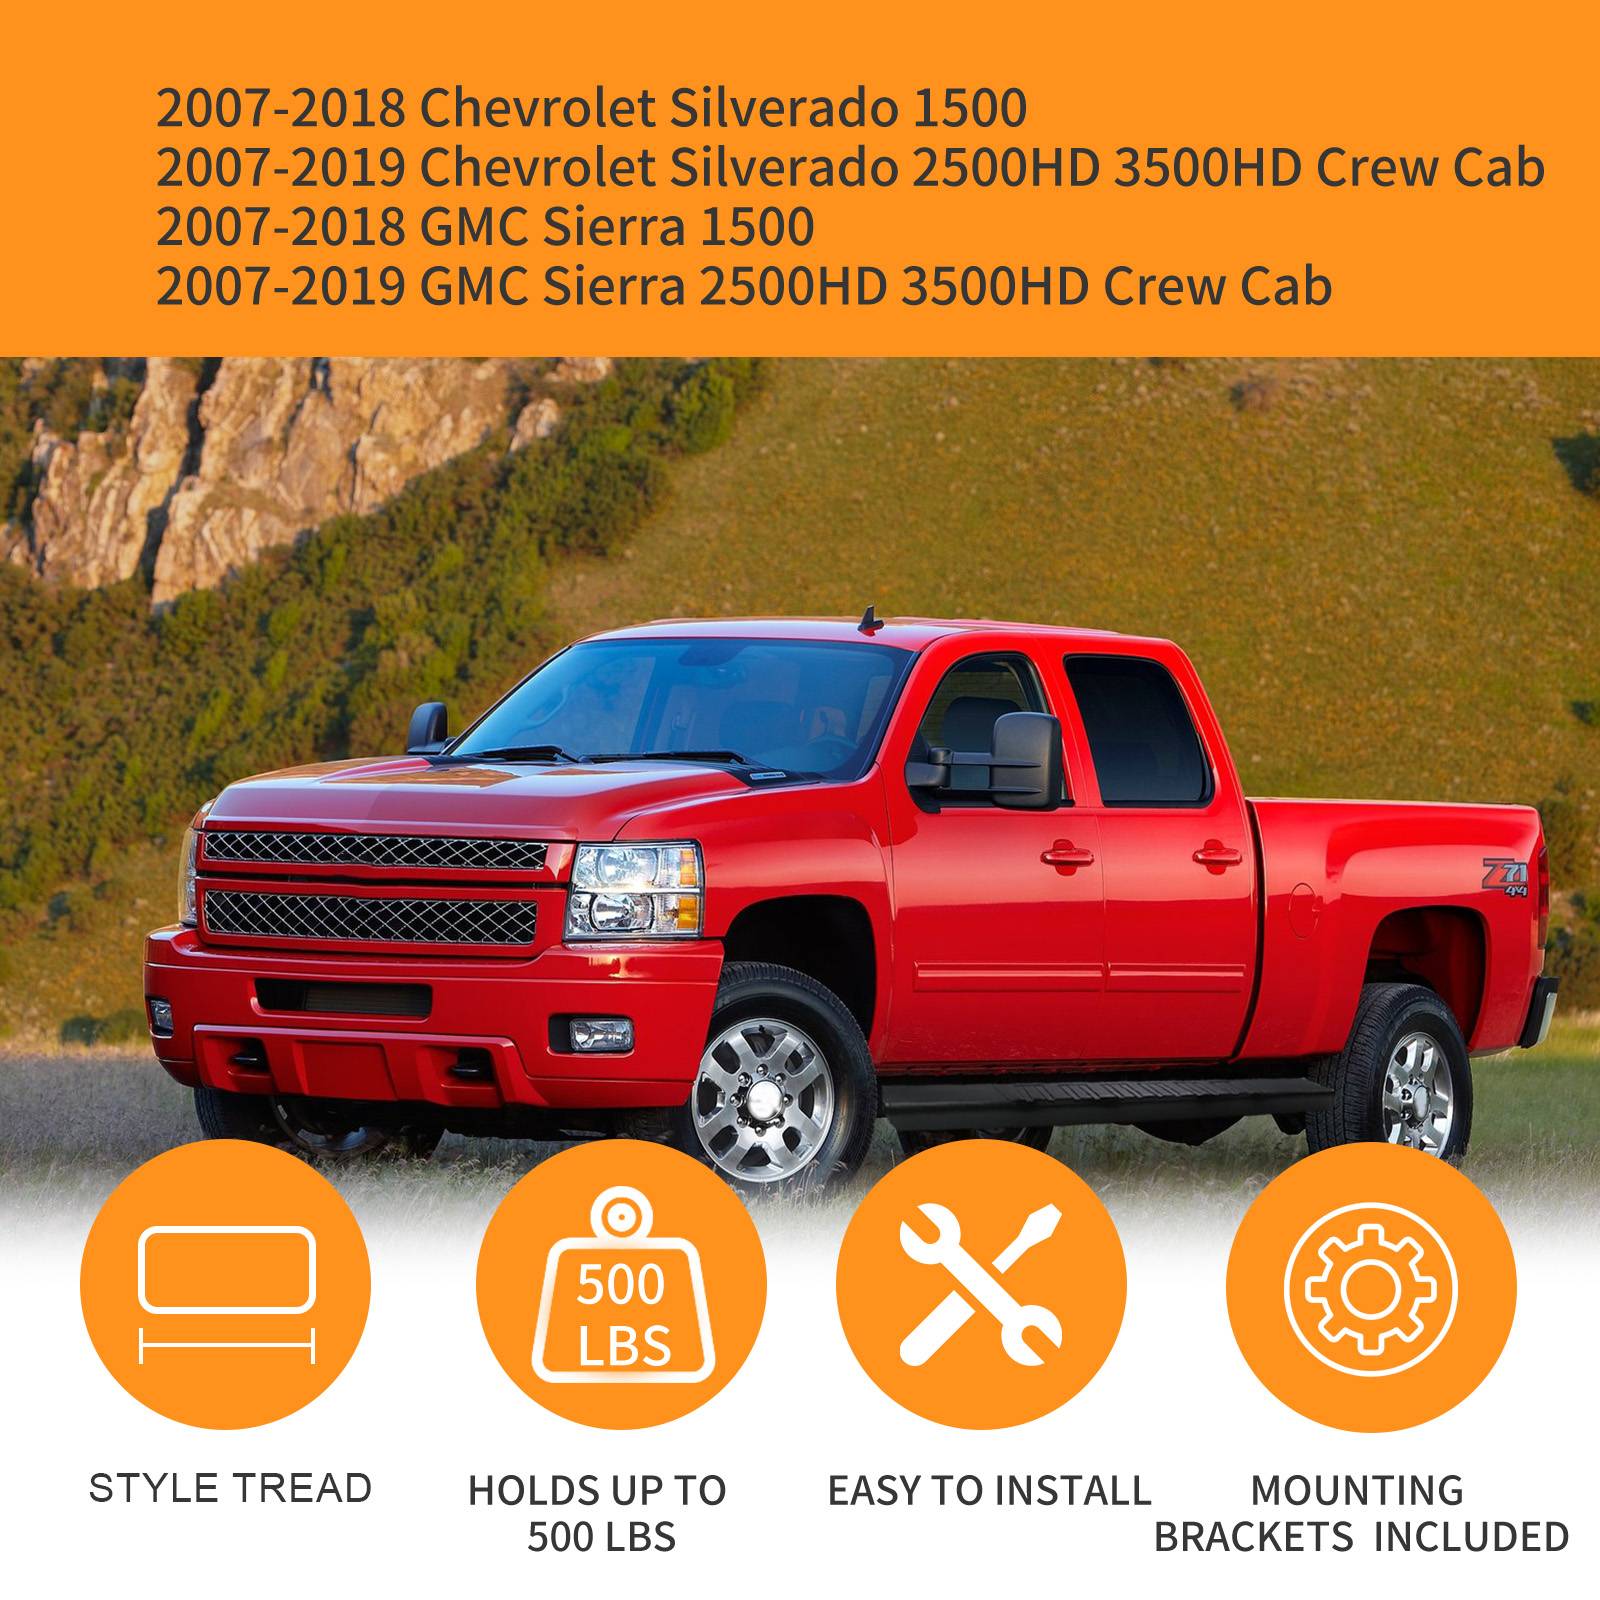 2007-2018 Chevrolet Silverado 1500
2007-2019 Chevrolet Silverado 2500HD 3500HD Crew Cab
2007-2018 GMC Sierra 1500
2007-2019 GMC Sierra 2500HD 3500HD Crew Cab
Z71
4x4
500
LBS
STYLE TREAD
HOLDS UP TO
500 LBS
EASY TO INSTALL
MOUNTING
BRACKETS INCLUDED